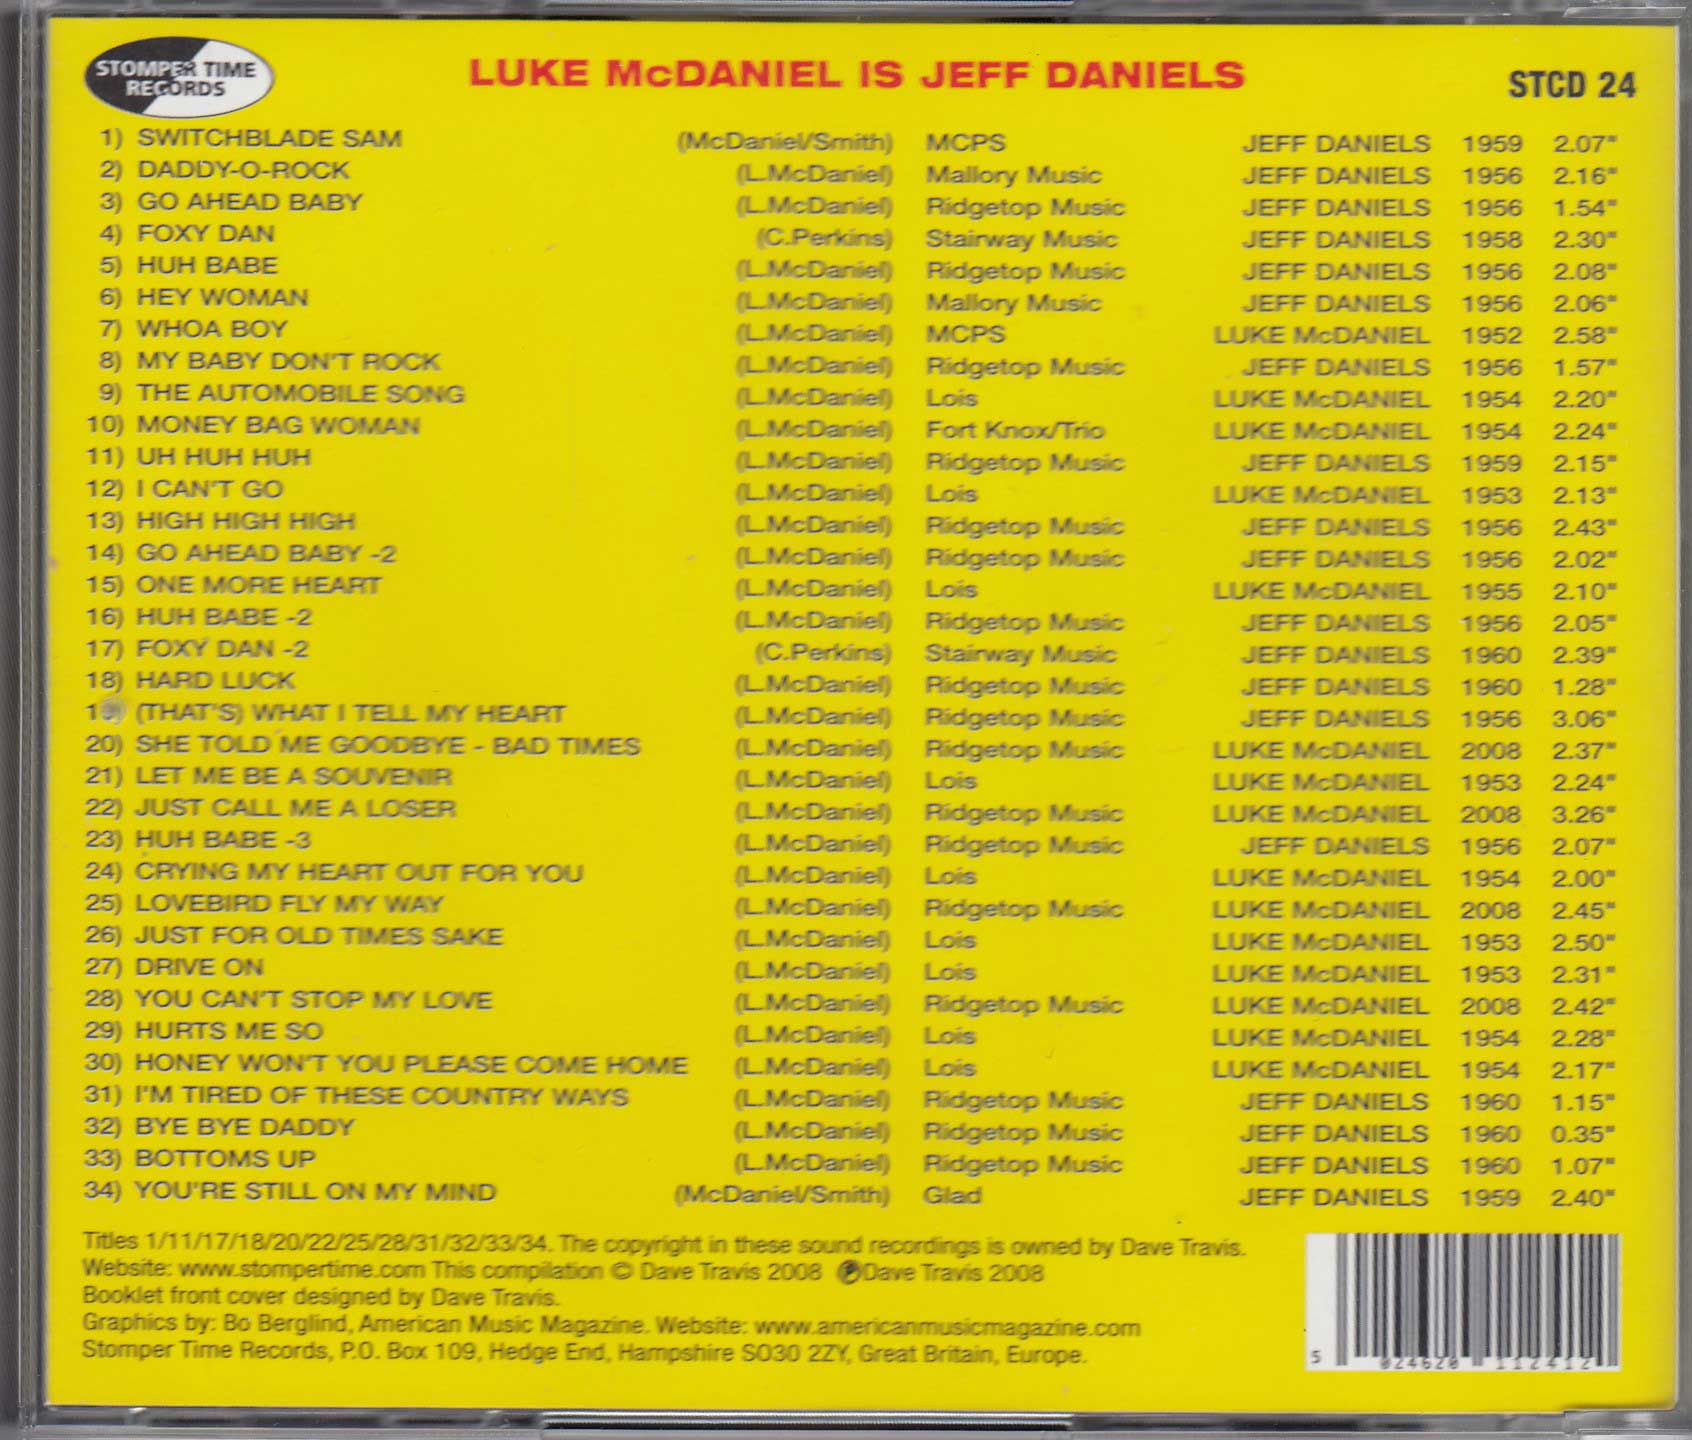 STOMPER TIME
RECORDS
LUKE McDANIEL IS JEFF DANIELS
STCD 24
1) SWITCHBLADE SAM (McDaniel/Smith) MCPS JEFF DANIELS 1959 2.07"
2) DADDY-O-ROCK (L.McDaniel) Mallory Music JEFF DANIELS 1956 2.16"
3) GO AHEAD BABY (L.McDaniel) Ridgetop Music JEFF DANIELS 1956 1.54"
4) FOXY DAN (C.Perkins) Stairway Music JEFF DANIELS 1958 2.30"
5) HUH BABE (L.McDaniel) Ridgetop Music JEFF DANIELS 1956 2.08"
6) HEY WOMAN (L.McDaniel) Mallory Music JEFF DANIELS 1956 2.06"
7) WHOA BOY (L.McDaniel) MCPS LUKE McDANIEL 1952 2.58"
8) MY BABY DON'T ROCK (L.McDaniel) Ridgetop Music JEFF DANIELS 1956 1.57"
9) THE AUTOMOBILE SONG (L.McDaniel) Lois LUKE McDANIEL 1954 2.20"
10) MONEY BAG WOMAN (L.McDaniel) Fort Knox/Trio LUKE McDANIEL 1954 2.24"
11) UH HUH HUH (L.McDaniel) Ridgetop Music JEFF DANIELS 1959 2.15"
12) I CAN'T GO (L.McDaniel) Lois LUKE McDANIEL 1953 2.13"
13) HIGH HIGH HIGH (L.McDaniel) Ridgetop Music JEFF DANIELS 1956 2.43"
14) GO AHEAD BABY -2 (L.McDaniel) Ridgetop Music JEFF DANIELS 1956 2.02"
15) ONE MORE HEART (L.McDaniel) Lois LUKE McDANIEL 1955 2.10"
16) HUH BABE -2 (L.McDaniel) Ridgetop Music JEFF DANIELS 1956 2.05"
17) FOXY DAN -2 (C.Perkins) Stairway Music JEFF DANIELS 1960 2.39"
18) HARD LUCK (L.McDaniel) Ridgetop Music JEFF DANIELS 1960 1.28"
19) (THAT'S) WHAT I TELL MY HEART (L.McDaniel) Ridgetop Music JEFF DANIELS 1956 3.06"
20) SHE TOLD ME GOODBYE - BAD TIMES (L.McDaniel) Ridgetop Music LUKE McDANIEL 2008 2.37"
21) LET ME BE A SOUVENIR (L.McDaniel) Lois LUKE McDANIEL 1953 2.24"
22) JUST CALL ME A LOSER (L.McDaniel) Ridgetop Music LUKE McDANIEL 2008 3.26"
23) HUH BABE -3 (L.McDaniel) Ridgetop Music JEFF DANIELS 1956 2.07"
24) CRYING MY HEART OUT FOR YOU (L.McDaniel) Lois LUKE McDANIEL 1954 2.00"
25) LOVEBIRD FLY MY WAY (L.McDaniel) Ridgetop Music LUKE McDANIEL 2008 2.45"
26) JUST FOR OLD TIMES SAKE (L.McDaniel) Lois LUKE McDANIEL 1953 2.50"
27) DRIVE ON (L.McDaniel) Lois LUKE McDANIEL 1953 2.31"
28) YOU CAN'T STOP MY LOVE (L.McDaniel) Ridgetop Music LUKE McDANIEL 2008 2.42"
29) HURTS ME SO (L.McDaniel) Lois LUKE McDANIEL 1954 2.28"
30) HONEY WON'T YOU PLEASE COME HOME (L.McDaniel) Lois LUKE McDANIEL 1954 2.17"
31) I'M TIRED OF THESE COUNTRY WAYS (L.McDaniel) Ridgetop Music JEFF DANIELS 1960 1.15"
32) BYE BYE DADDY (L.McDaniel) Ridgetop Music JEFF DANIELS 1960 0.35"
33) BOTTOMS UP (L.McDaniel) Ridgetop Music JEFF DANIELS 1960 1.07"
34) YOU'RE STILL ON MY MIND (McDaniel/Smith) Glad JEFF DANIELS 1959 2.40"
Titles 1/11/17/18/20/22/25/28/31/32/33/34. The copyright in these sound recordings is owned by Dave Travis.
Website: www.stompertime.com This compilation © Dave Travis 2008 ℗Dave Travis 2008
Booklet front cover designed by Dave Travis.
Graphics by: Bo Berglind, American Music Magazine. Website: www.americanmusicmagazine.com
Stomper Time Records, P.O. Box 109, Hedge End, Hampshire SO30 2ZY, Great Britain, Europe.
5 024620 112412